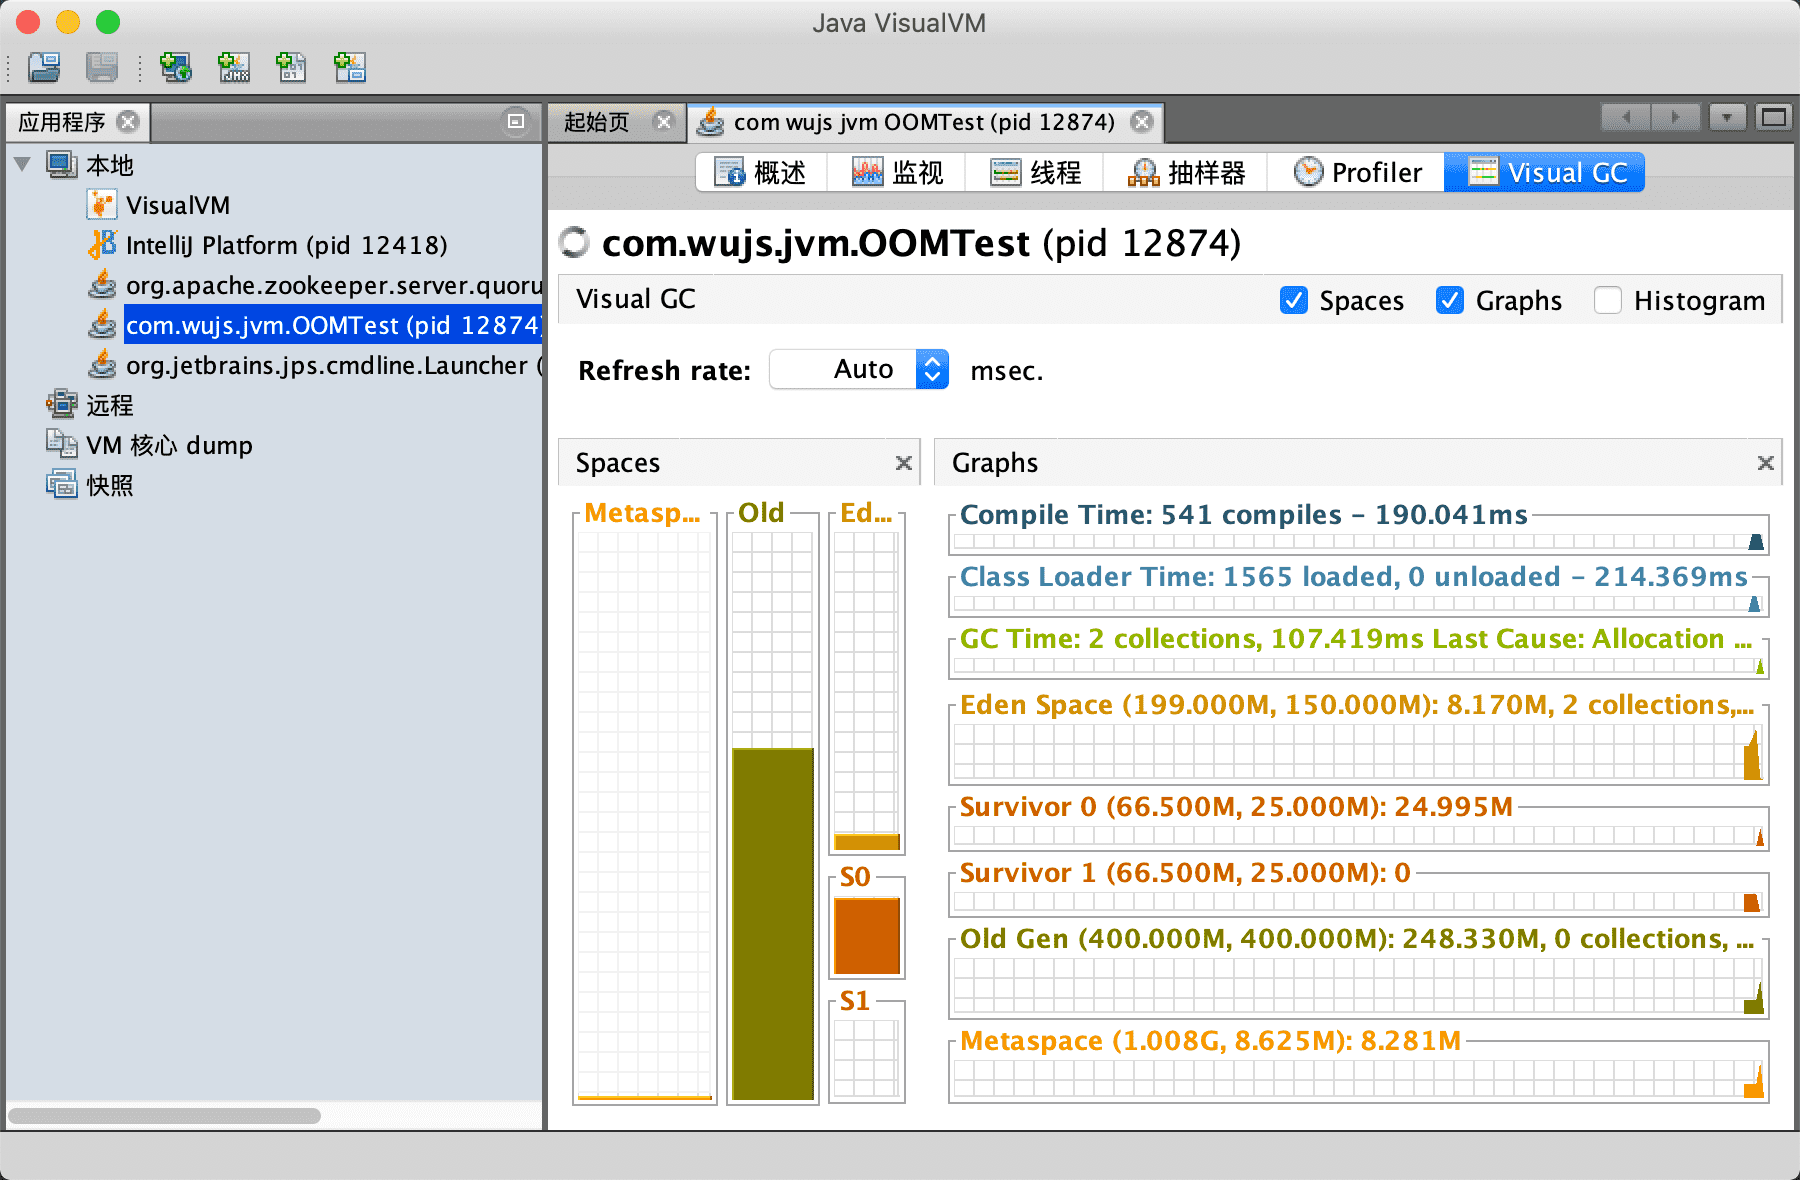 Java VisualVM
应用程序
起始页
com wujs jvm OOMTest (pid 12874)
本地
VisualVM
IntelliJ Platform (pid 12418)
org.apache.zookeeper.server.quoru
com.wujs.jvm.OOMTest (pid 12874)
org.jetbrains.jps.cmdline.Launcher (
远程
VM 核心 dump
快照
概述
监视
线程
抽样器
Profiler
Visual GC
com.wujs.jvm.OOMTest (pid 12874)
Visual GC
Spaces
Graphs
Histogram
Refresh rate: Auto msec.
Spaces
Metasp...
Old
Ed...
S0
S1
Graphs
Compile Time: 541 compiles - 190.041ms
Class Loader Time: 1565 loaded, 0 unloaded - 214.369ms
GC Time: 2 collections, 107.419ms Last Cause: Allocation ...
Eden Space (199.000M, 150.000M): 8.170M, 2 collections,...
Survivor 0 (66.500M, 25.000M): 24.995M
Survivor 1 (66.500M, 25.000M): 0
Old Gen (400.000M, 400.000M): 248.330M, 0 collections, ...
Metaspace (1.008G, 8.625M): 8.281M